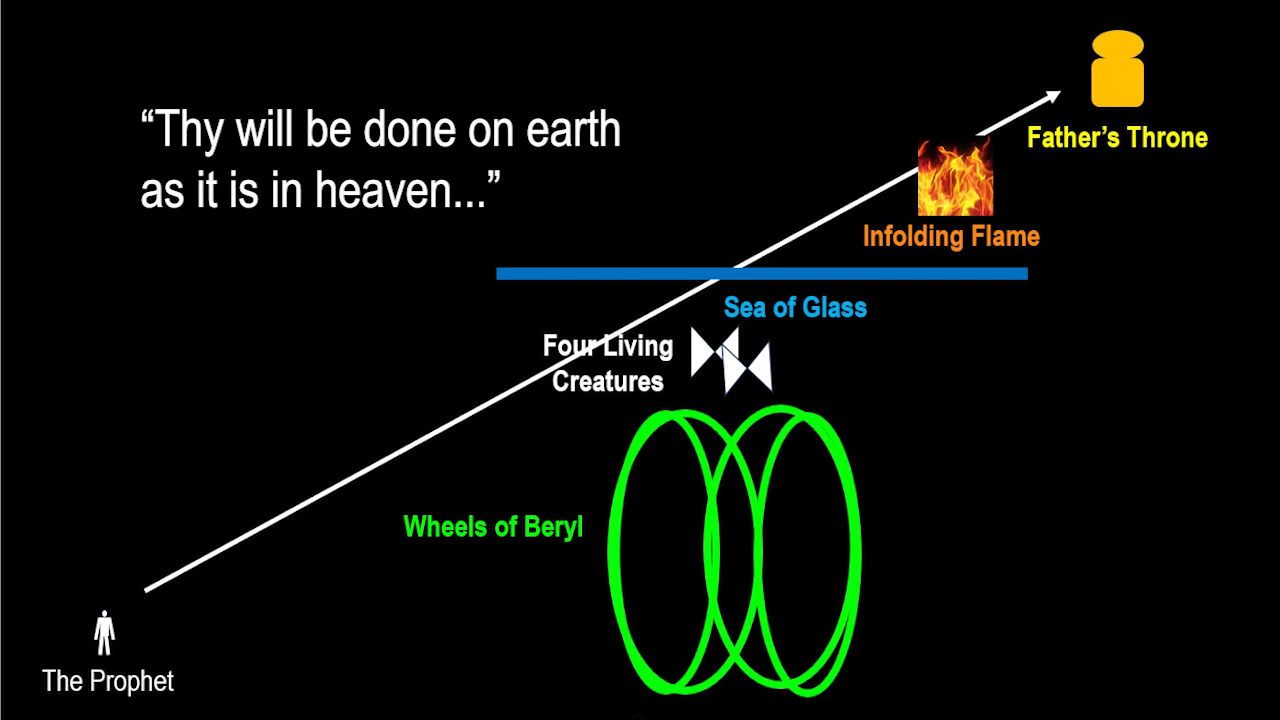 “Thy will be done on earth
as it is in heaven...”
Father’s Throne
Infolding Flame
Sea of Glass
Four Living
Creatures
Wheels of Beryl
The Prophet